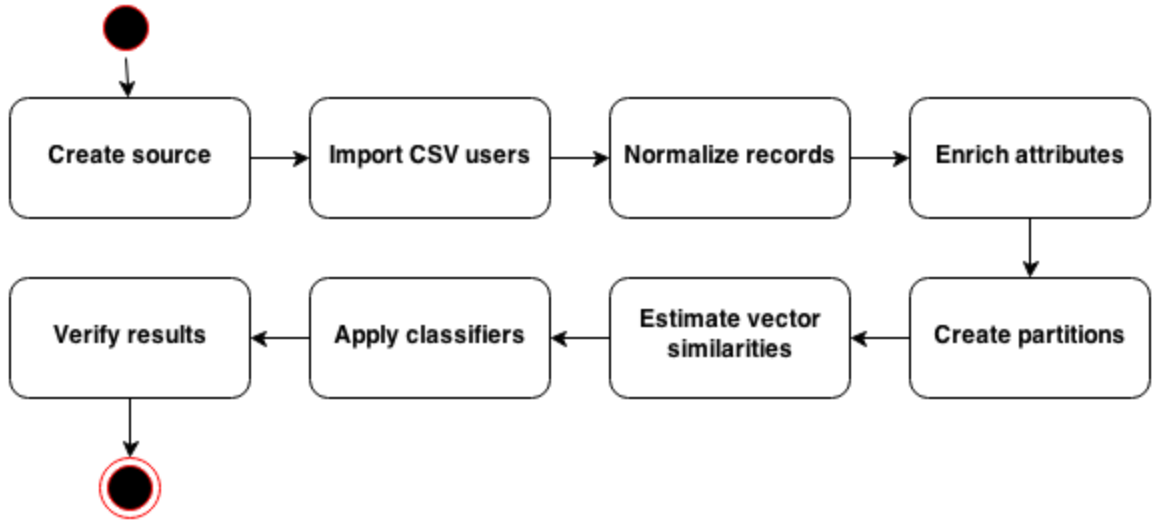 Create source
Import CSV users
Normalize records
Enrich attributes
Verify results
Apply classifiers
Estimate vector
similarities
Create partitions